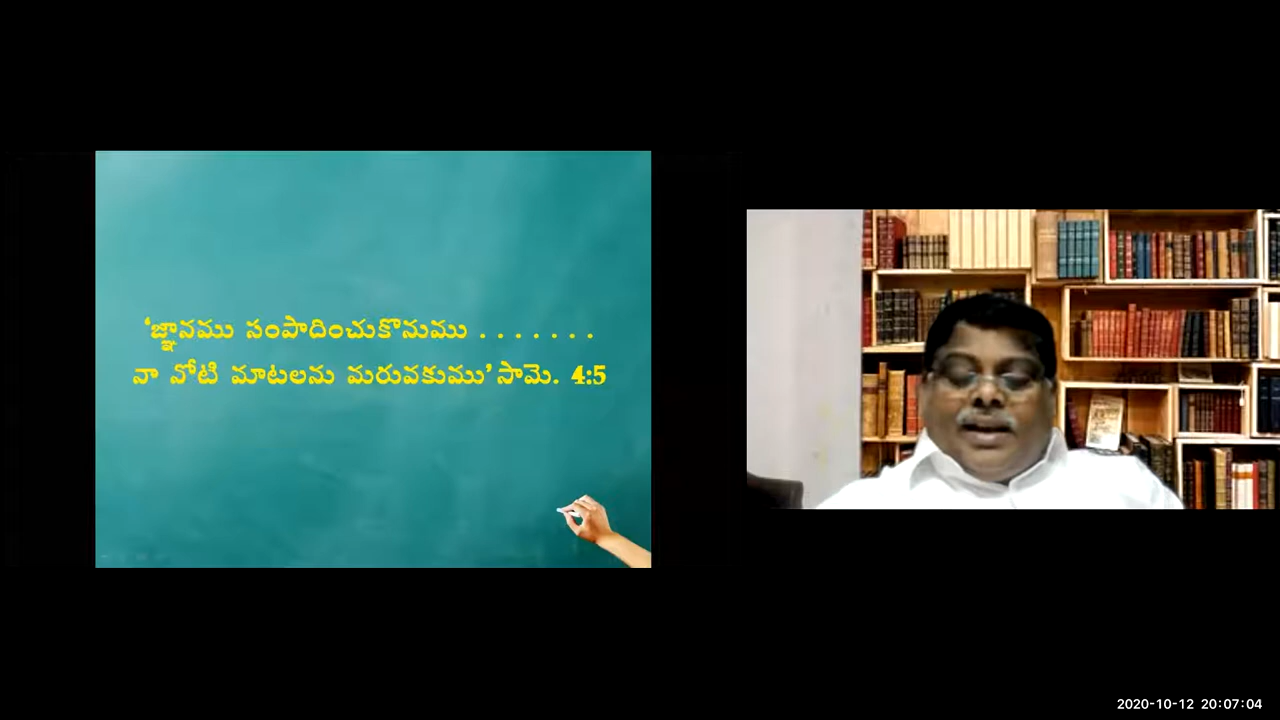 ‘జ్ఞానము సంపాదించుకొనుము . . . . . . .
నా నోటి మాటలను మరువకుము’ సామె. 4:5
2020-10-12 20:07:04